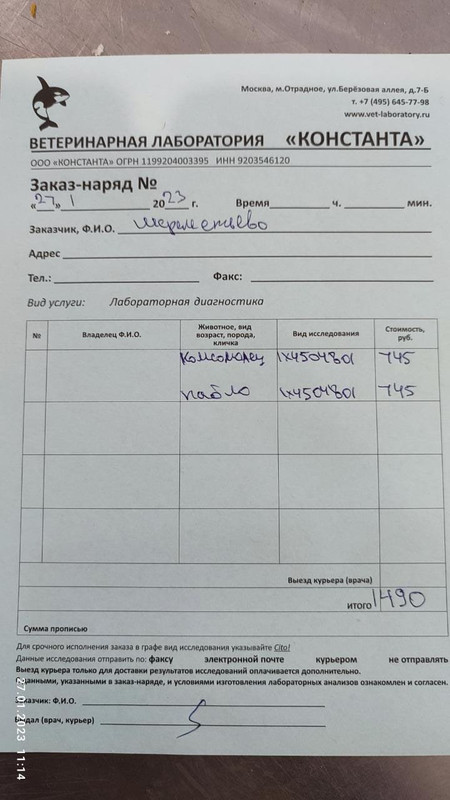 Москва, м.Отрадное, ул.Берёзовая аллея, д.7-Б
т. +7 (495) 645-77-98
www.vet-laboratory.ru
ВЕТЕРИНАРНАЯ ЛАБОРАТОРИЯ «КОНСТАНТА»
ООО «КОНСТАНТА» ОГРН 1199204003395 ИНН 9203546120
Заказ-наряд №
«27» 1 2023 г. Время ч. мин.
Заказчик, Ф.И.О. Шереметьево
Адрес
Тел.: Факс:
Вид услуги: Лабораторная диагностика
№ Владелец Ф.И.О. Животное, вид возраст, порода, кличка Вид исследования Стоимость, руб.
Комсомолец 1х4504801 745
Пабло 1х4504801 745
Выезд курьера (врача)
итого 1490
Сумма прописью
Для срочного исполнения заказа в графе вид исследования указывайте Cito!
Данные исследования отправить по: факсу электронной почте курьером не отправлять
Выезд курьера только для доставки результатов исследований оплачивается дополнительно.
С данными, указанными в заказ-наряде, и условиями изготовления лабораторных анализов ознакомлен и согласен.
Заказчик: Ф.И.О.
(врач, курьер)
27.01.2023 11:14